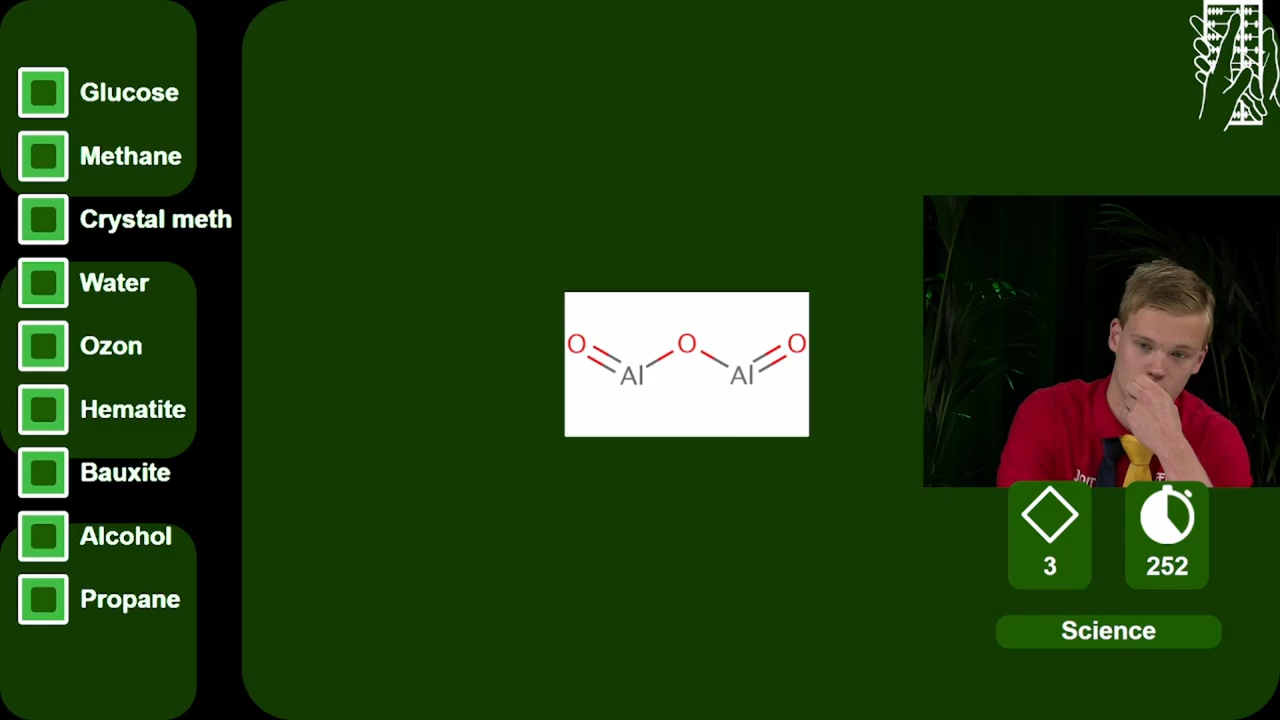 Glucose
Methane
Crystal meth
Water
Ozon
Hematite
Bauxite
Alcohol
Propane
O Al O Al O
3
252
Science